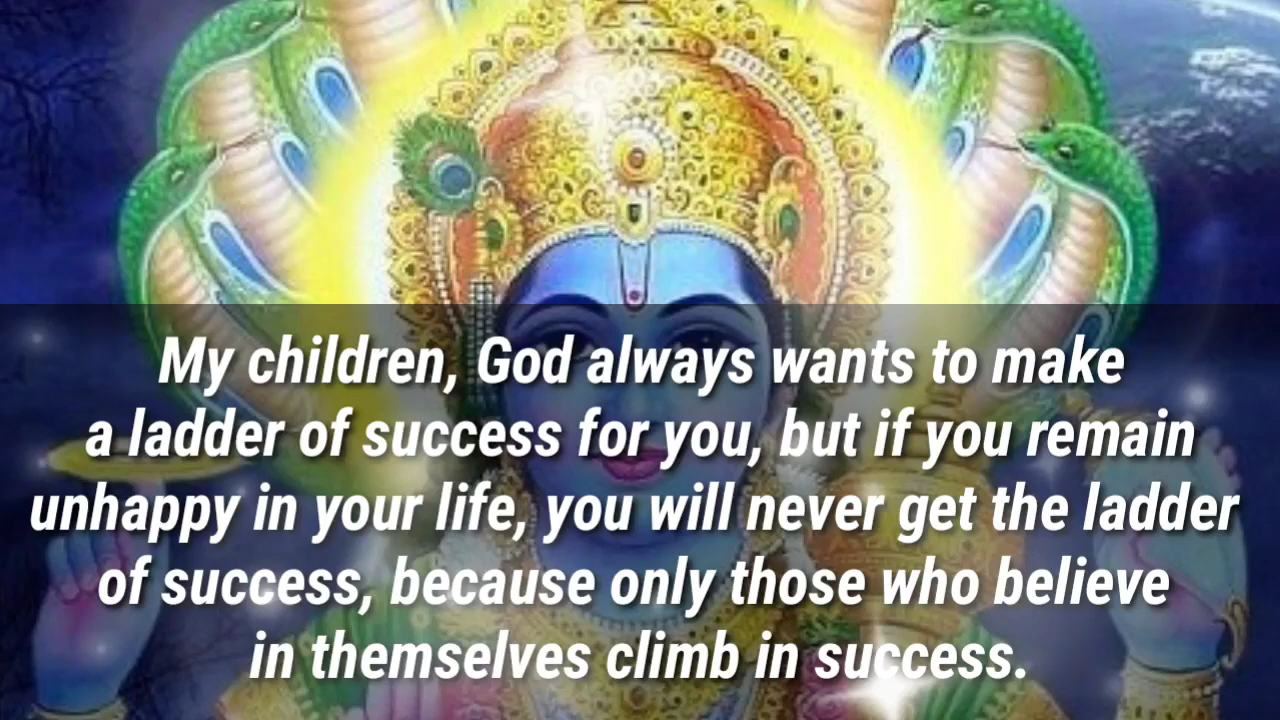 My children, God always wants to make
a ladder of success for you, but if you remain
unhappy in your life, you will never get the ladder
of success, because only those who believe
in themselves climb in success.